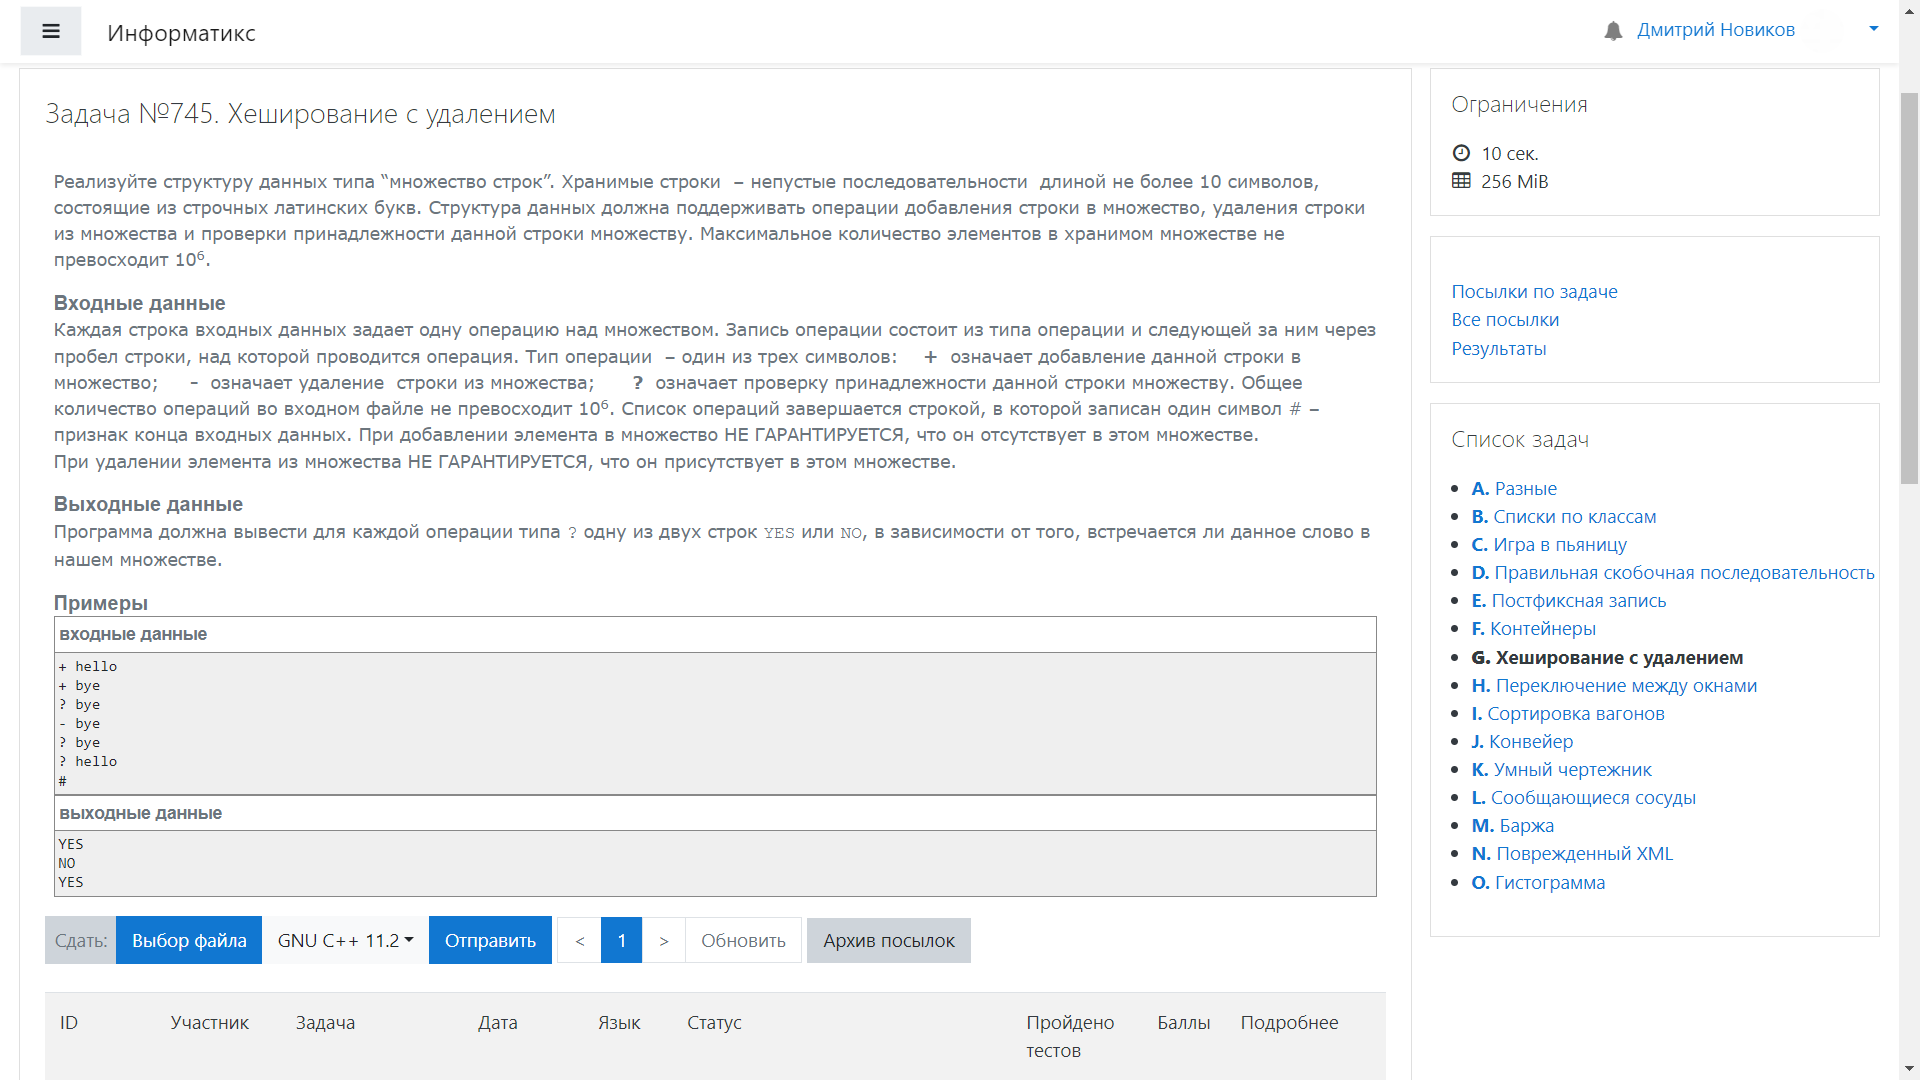 Информатикс
Дмитрий Новиков
Задача №745. Хеширование с удалением
Реализуйте структуру данных типа “множество строк”. Хранимые строки – непустые последовательности длиной не более 10 символов,
состоящие из строчных латинских букв. Структура данных должна поддерживать операции добавления строки в множество, удаления строки
из множества и проверки принадлежности данной строки множеству. Максимальное количество элементов в хранимом множестве не
превосходит 10⁶.
Входные данные
Каждая строка входных данных задает одну операцию над множеством. Запись операции состоит из типа операции и следующей за ним через
пробел строки, над которой проводится операция. Тип операции – один из трех символов: + означает добавление данной строки в
множество; - означает удаление строки из множества; ? означает проверку принадлежности данной строки множеству. Общее
количество операций во входном файле не превосходит 10⁶. Список операций завершается строкой, в которой записан один символ # –
признак конца входных данных. При добавлении элемента в множество НЕ ГАРАНТИРУЕТСЯ, что он отсутствует в этом множестве.
При удалении элемента из множества НЕ ГАРАНТИРУЕТСЯ, что он присутствует в этом множестве.
Выходные данные
Программа должна вывести для каждой операции типа ? одну из двух строк YES или NO, в зависимости от того, встречается ли данное слово в
нашем множестве.
Примеры
входные данные
+ hello
+ bye
? bye
- bye
? bye
? hello
#
выходные данные
YES
NO
YES
Сдать: Выбор файла GNU C++ 11.2 Отправить < 1 > Обновить Архив посылок
ID Участник Задача Дата Язык Статус Пройдено тестов Баллы Подробнее
Ограничения
10 сек.
256 MiB
Посылки по задаче
Все посылки
Результаты
Список задач
A. Разные
B. Списки по классам
C. Игра в пьяницу
D. Правильная скобочная последовательность
E. Постфиксная запись
F. Контейнеры
G. Хеширование с удалением
H. Переключение между окнами
I. Сортировка вагонов
J. Конвейер
K. Умный чертежник
L. Сообщающиеся сосуды
M. Баржа
N. Поврежденный XML
O. Гистограмма